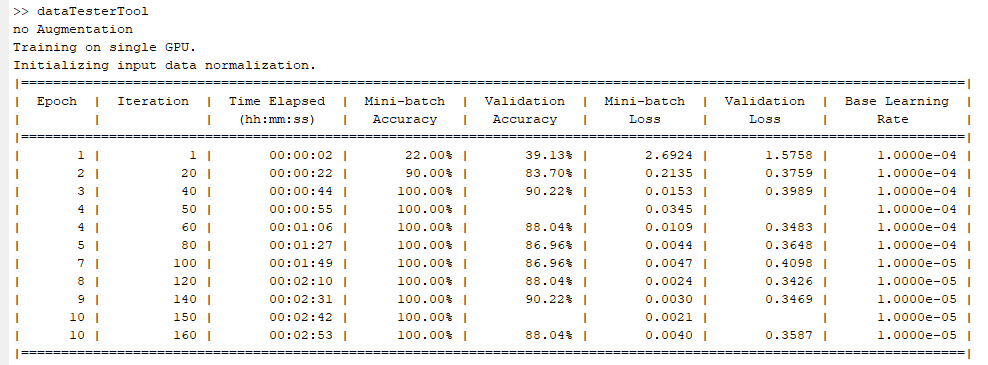 >> dataTesterTool
no Augmentation
Training on single GPU.
Initializing input data normalization.
|======================================================================================================================|
| Epoch | Iteration | Time Elapsed | Mini-batch | Validation | Mini-batch | Validation | Base Learning |
| | | (hh:mm:ss) | Accuracy | Accuracy | Loss | Loss | Rate |
|======================================================================================================================|
| 1 | 1 | 00:00:02 | 22.00% | 39.13% | 2.6924 | 1.5758 | 1.0000e-04 |
| 2 | 20 | 00:00:22 | 90.00% | 83.70% | 0.2135 | 0.3759 | 1.0000e-04 |
| 3 | 40 | 00:00:44 | 100.00% | 90.22% | 0.0153 | 0.3989 | 1.0000e-04 |
| 4 | 50 | 00:00:55 | 100.00% | | 0.0345 | | 1.0000e-04 |
| 4 | 60 | 00:01:06 | 100.00% | 88.04% | 0.0109 | 0.3483 | 1.0000e-04 |
| 5 | 80 | 00:01:27 | 100.00% | 86.96% | 0.0044 | 0.3648 | 1.0000e-04 |
| 7 | 100 | 00:01:49 | 100.00% | 86.96% | 0.0047 | 0.4098 | 1.0000e-05 |
| 8 | 120 | 00:02:10 | 100.00% | 88.04% | 0.0024 | 0.3426 | 1.0000e-05 |
| 9 | 140 | 00:02:31 | 100.00% | 90.22% | 0.0030 | 0.3469 | 1.0000e-05 |
| 10 | 150 | 00:02:42 | 100.00% | | 0.0021 | | 1.0000e-05 |
| 10 | 160 | 00:02:53 | 100.00% | 88.04% | 0.0040 | 0.3587 | 1.0000e-05 |
|======================================================================================================================|